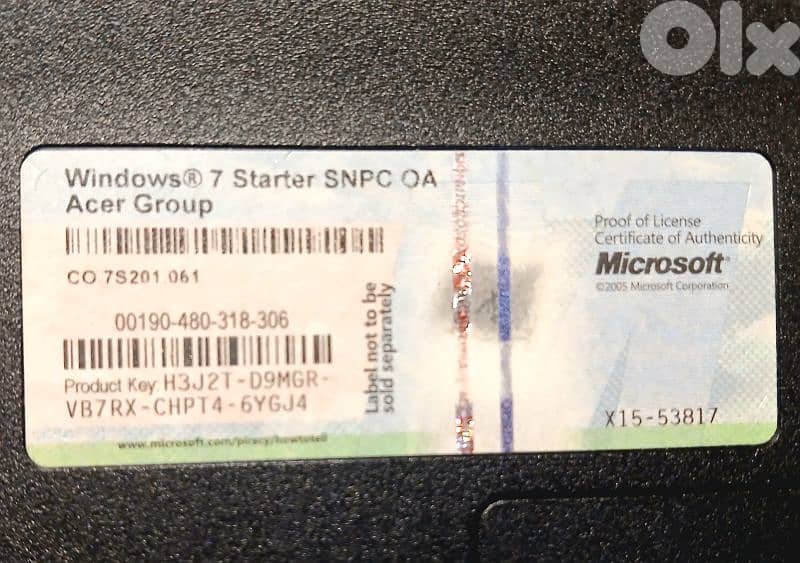 Olx
Windows® 7 Starter SNPC OA
Acer Group
CO 7S201 061
00190-480-318-306
Product Key: H3J2T-D9MGR-
VB7RX-CHPT4-6YGJ4
www.microsoft.com/piracy/howtotell
Label not to be
sold separately
Proof of License
Certificate of Authenticity
Microsoft®
©2005 Microsoft Corporation
X15-53817